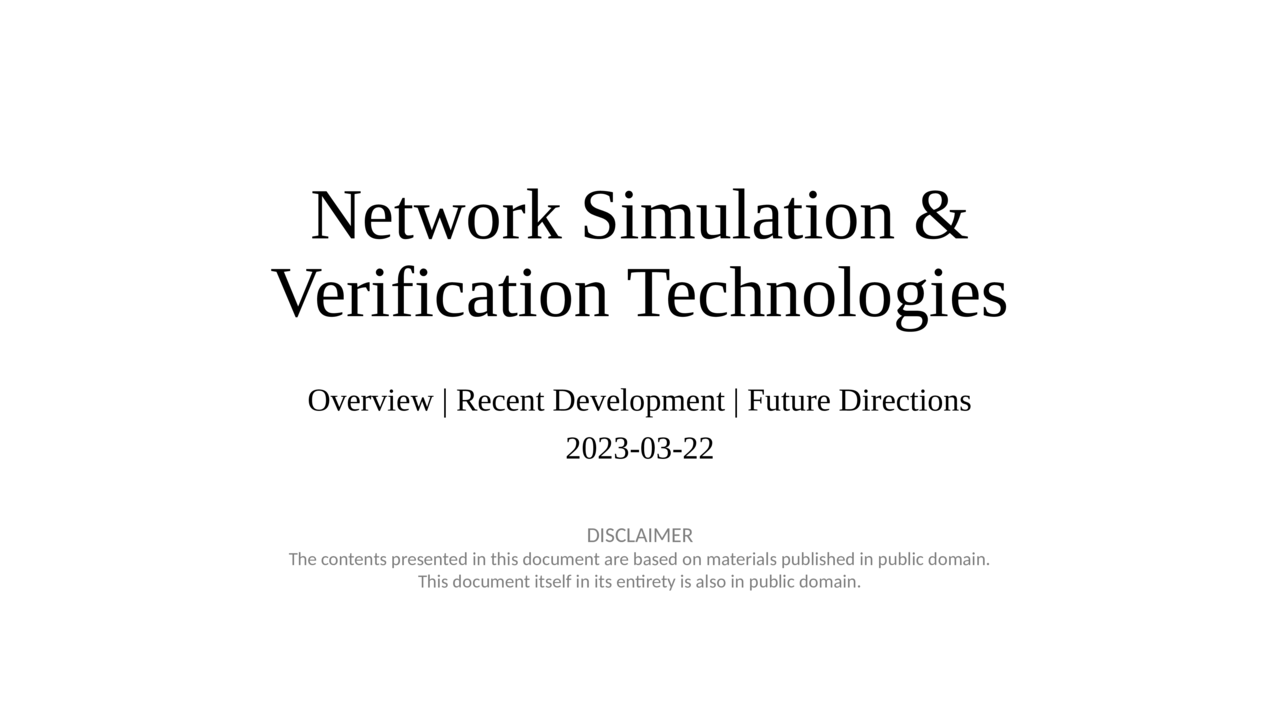 Network Simulation &
Verification Technologies
Overview | Recent Development | Future Directions
2023-03-22
DISCLAIMER
The contents presented in this document are based on materials published in public domain.
This document itself in its entirety is also in public domain.